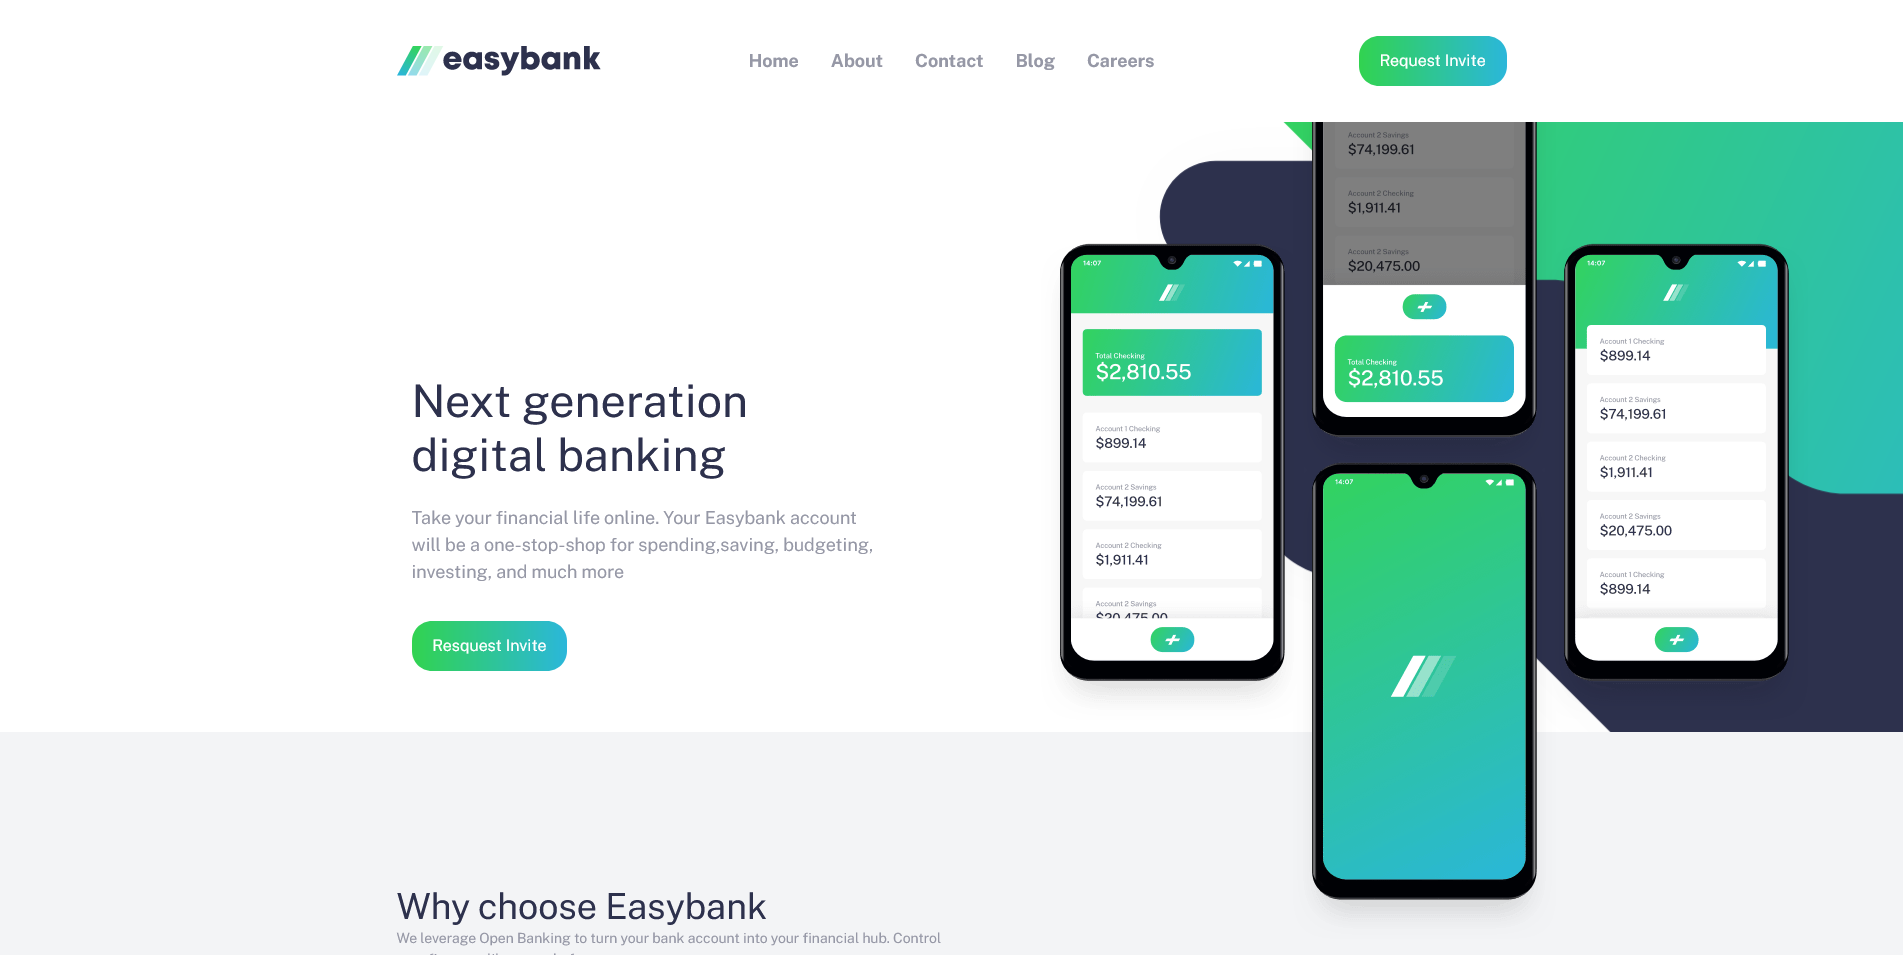 easybank
Home About Contact Blog Careers
Request Invite
Next generation
digital banking
Take your financial life online. Your Easybank account
will be a one-stop-shop for spending,saving, budgeting,
investing, and much more
Resquest Invite
14:07
Total Checking
$2,810.55
Account 1 Checking
$899.14
Account 2 Savings
$74,199.61
Account 2 Checking
$1,911.41
Account 2 Savings
$20,475.00
Account 2 Savings
$74,199.61
Account 2 Checking
$1,911.41
Account 2 Savings
$20,475.00
Total Checking
$2,810.55
14:07
14:07
Account 1 Checking
$899.14
Account 2 Savings
$74,199.61
Account 2 Checking
$1,911.41
Account 2 Savings
$20,475.00
Account 1 Checking
$899.14
Why choose Easybank
We leverage Open Banking to turn your bank account into your financial hub. Control